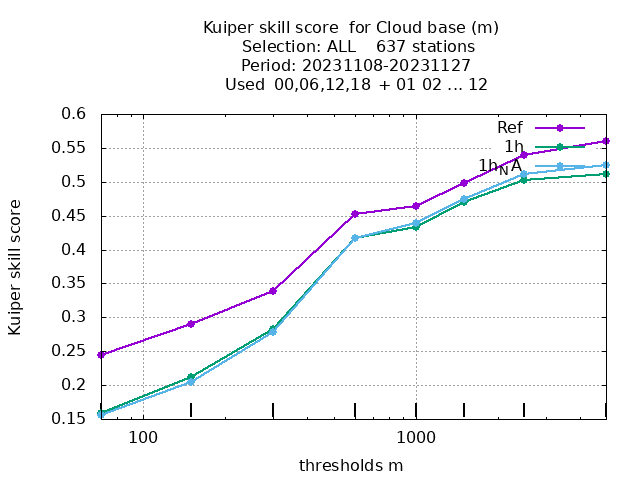 Kuiper skill score  for Cloud base (m)
Selection: ALL    637 stations
Period: 20231108-20231127
Used  00,06,12,18  + 01 02 ... 12
0.6
0.55
0.5
0.45
0.4
0.35
0.3
0.25
0.2
0.15
Kuiper skill score
Ref
1h
1hNA
100
1000
thresholds m